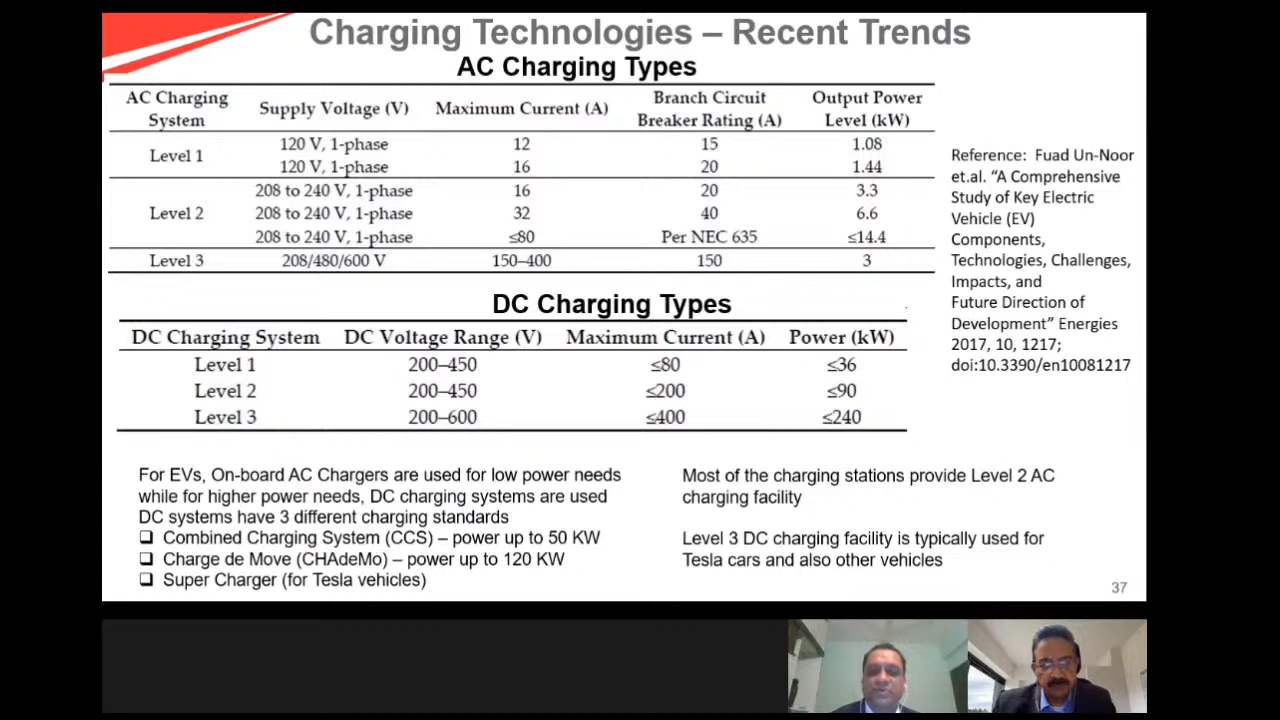 Charging Technologies – Recent Trends
AC Charging Types
AC Charging System Supply Voltage (V) Maximum Current (A) Branch Circuit Breaker Rating (A) Output Power Level (kW)
Level 1 120 V, 1-phase 12 15 1.08
120 V, 1-phase 16 20 1.44
Level 2 208 to 240 V, 1-phase 16 20 3.3
208 to 240 V, 1-phase 32 40 6.6
208 to 240 V, 1-phase ≤80 Per NEC 635 ≤14.4
Level 3 208/480/600 V 150–400 150 3
Reference: Fuad Un-Noor
et.al. “A Comprehensive
Study of Key Electric
Vehicle (EV)
Components,
Technologies, Challenges,
Impacts, and
Future Direction of
Development” Energies
2017, 10, 1217;
doi:10.3390/en10081217
DC Charging Types
DC Charging System DC Voltage Range (V) Maximum Current (A) Power (kW)
Level 1 200–450 ≤80 ≤36
Level 2 200–450 ≤200 ≤90
Level 3 200–600 ≤400 ≤240
For EVs, On-board AC Chargers are used for low power needs
while for higher power needs, DC charging systems are used
DC systems have 3 different charging standards
❑ Combined Charging System (CCS) – power up to 50 KW
❑ Charge de Move (CHAdeMo) – power up to 120 KW
❑ Super Charger (for Tesla vehicles)
Most of the charging stations provide Level 2 AC
charging facility
Level 3 DC charging facility is typically used for
Tesla cars and also other vehicles
37